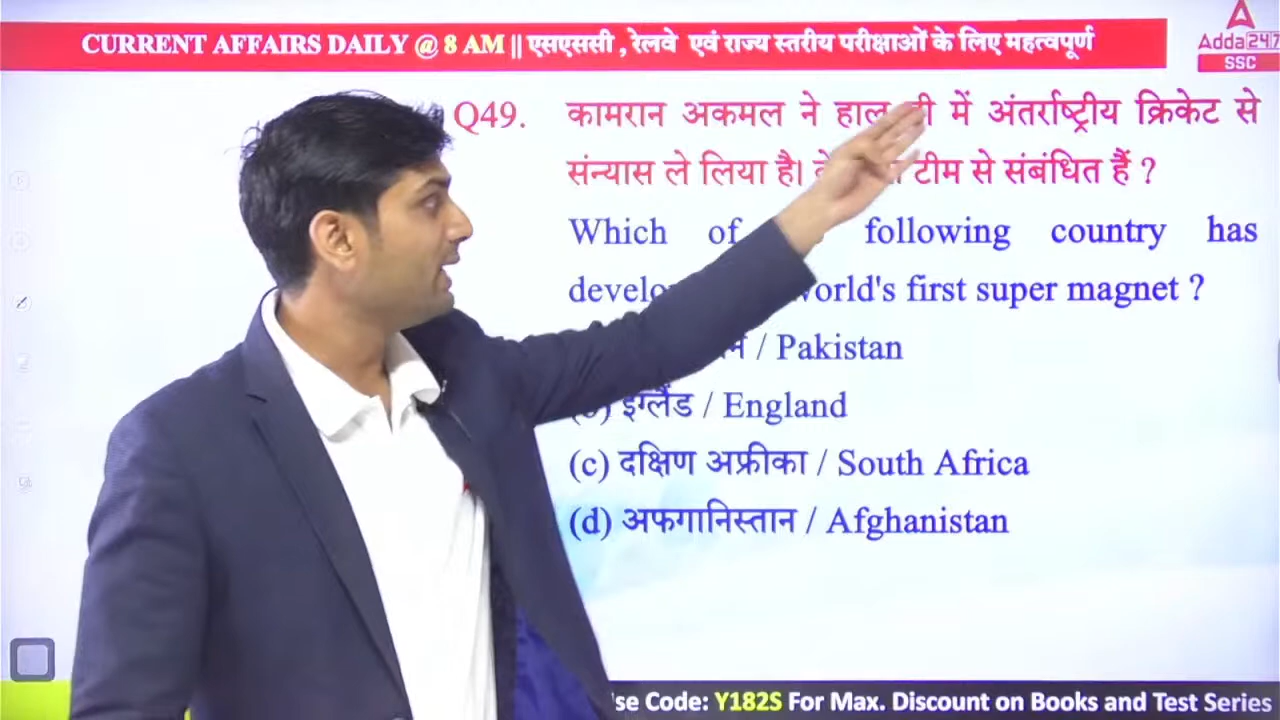 CURRENT AFFAIRS DAILY @ 8 AM || एसएससी , रेलवे एवं राज्य स्तरीय परीक्षाओं के लिए महत्वपूर्ण
Adda247
SSC
Q49. कामरान अकमल ने हाल ही में अंतर्राष्ट्रीय क्रिकेट से
संन्यास ले लिया है। टीम से संबंधित हैं ?
Which of following country has
world's first super magnet ?
/ Pakistan
(b) इंग्लैंड / England
(c) दक्षिण अफ्रीका / South Africa
(d) अफगानिस्तान / Afghanistan
Code: Y182S For Max. Discount on Books and Test Series